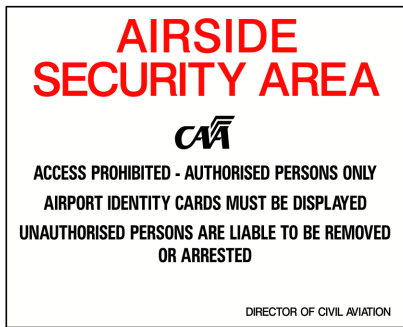 AIRSIDE
SECURITY AREA
CAA
ACCESS PROHIBITED - AUTHORISED PERSONS ONLY
AIRPORT IDENTITY CARDS MUST BE DISPLAYED
UNAUTHORISED PERSONS ARE LIABLE TO BE REMOVED
OR ARRESTED
DIRECTOR OF CIVIL AVIATION